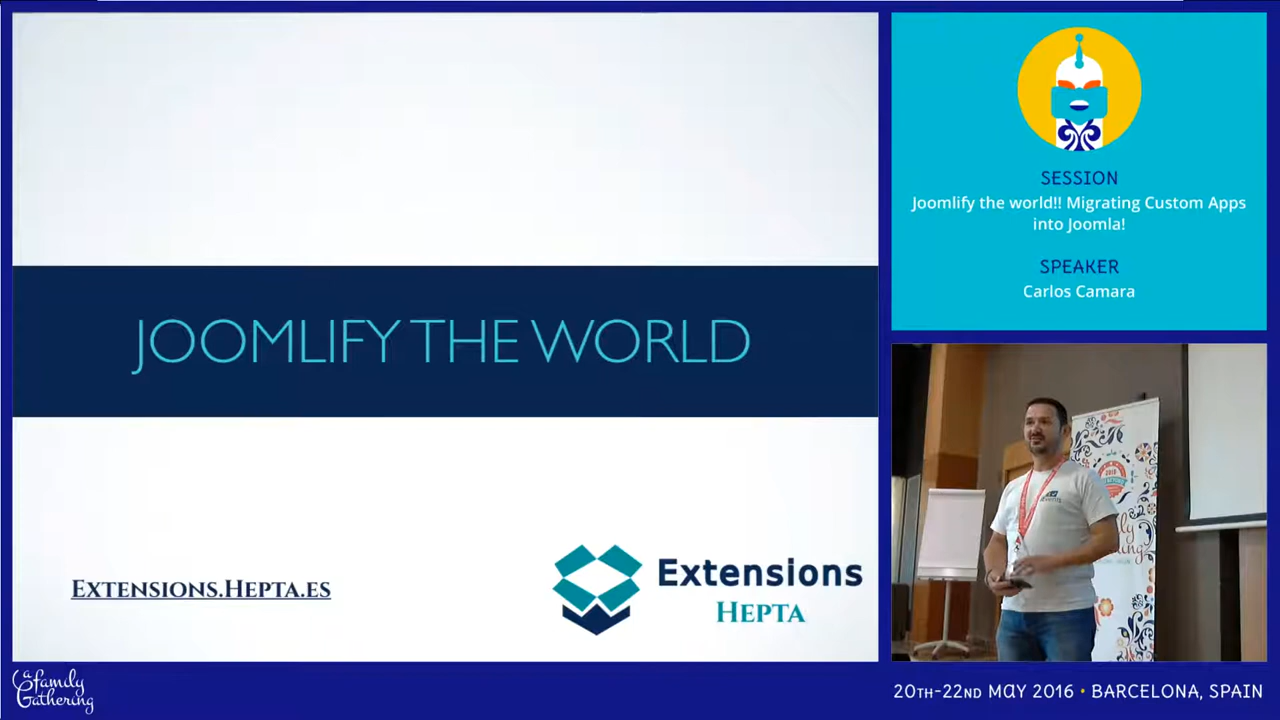 JOOMLIFY THE WORLD
EXTENSIONS.HEPTA.ES
Extensions
HEPTA
SESSION
Joomlify the world!! Migrating Custom Apps
into Joomla!
SPEAKER
Carlos Camara
a family
Gathering
20TH-22ND MAY 2016 • BARCELONA, SPAIN